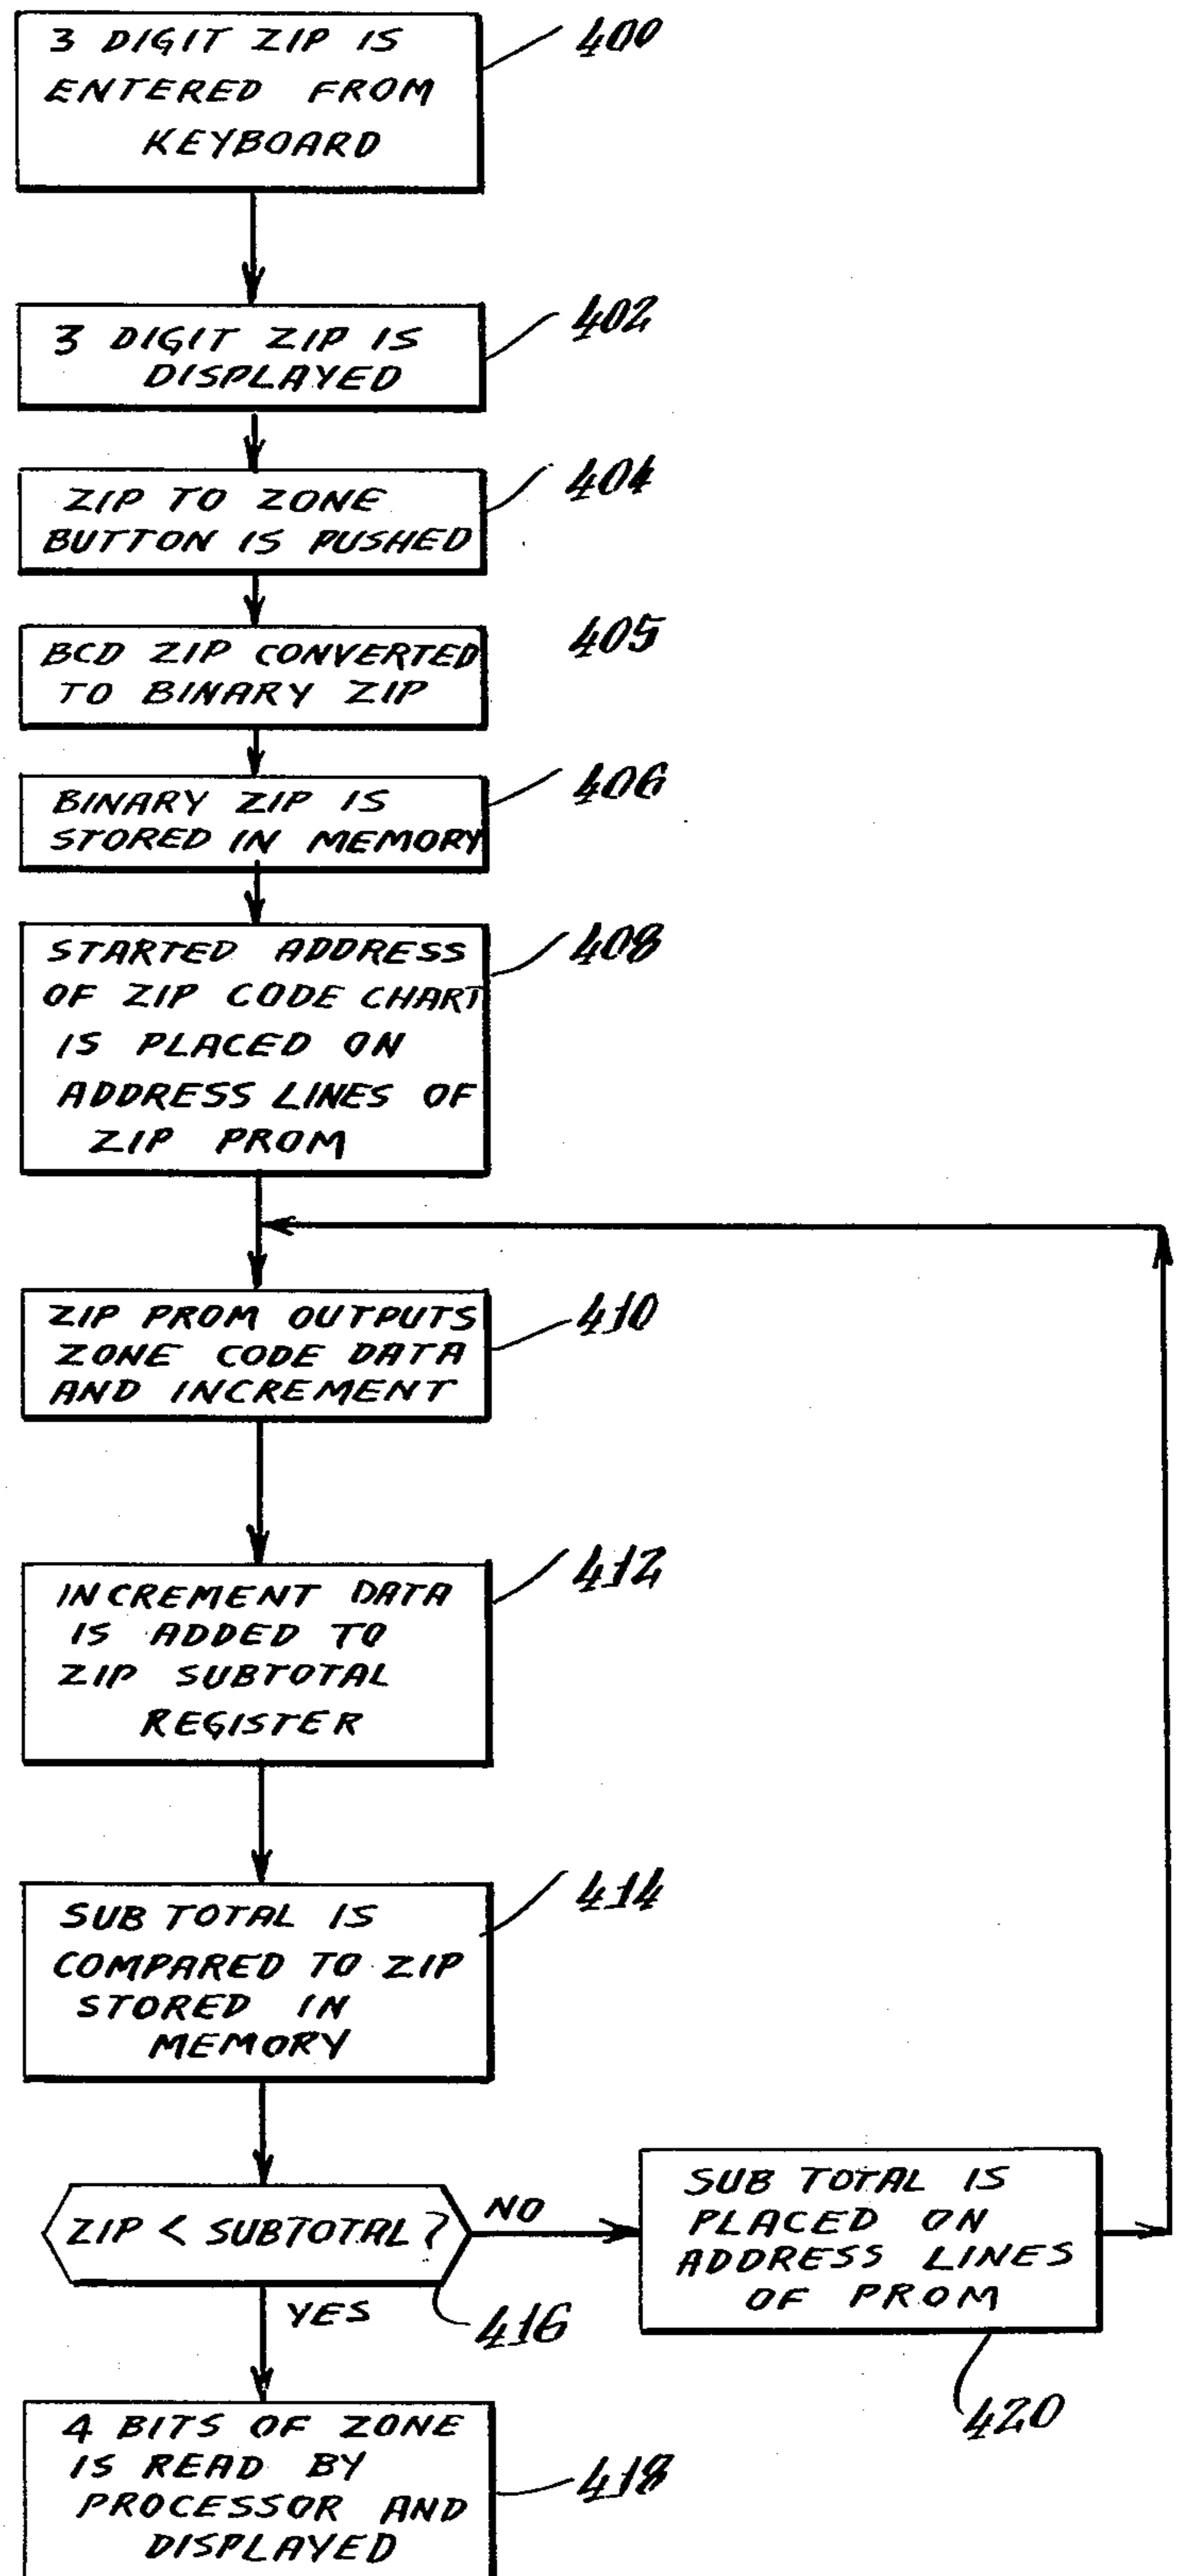 3 DIGIT ZIP IS
ENTERED FROM
KEYBOARD
400
3 DIGIT ZIP IS
DISPLAYED
402
ZIP TO ZONE
BUTTON IS PUSHED
404
BCD ZIP CONVERTED
TO BINARY ZIP
405
BINARY ZIP IS
STORED IN MEMORY
406
STARTED ADDRESS
OF ZIP CODE CHART
IS PLACED ON
ADDRESS LINES OF
ZIP PROM
408
ZIP PROM OUTPUTS
ZONE CODE DATA
AND INCREMENT
410
INCREMENT DATA
IS ADDED TO
ZIP SUBTOTAL
REGISTER
412
SUB TOTAL IS
COMPARED TO ZIP
STORED IN
MEMORY
414
ZIP < SUBTOTAL?
NO
YES
416
SUB TOTAL IS
PLACED ON
ADDRESS LINES
OF PROM
420
4 BITS OF ZONE
IS READ BY
PROCESSOR AND
DISPLAYED
418